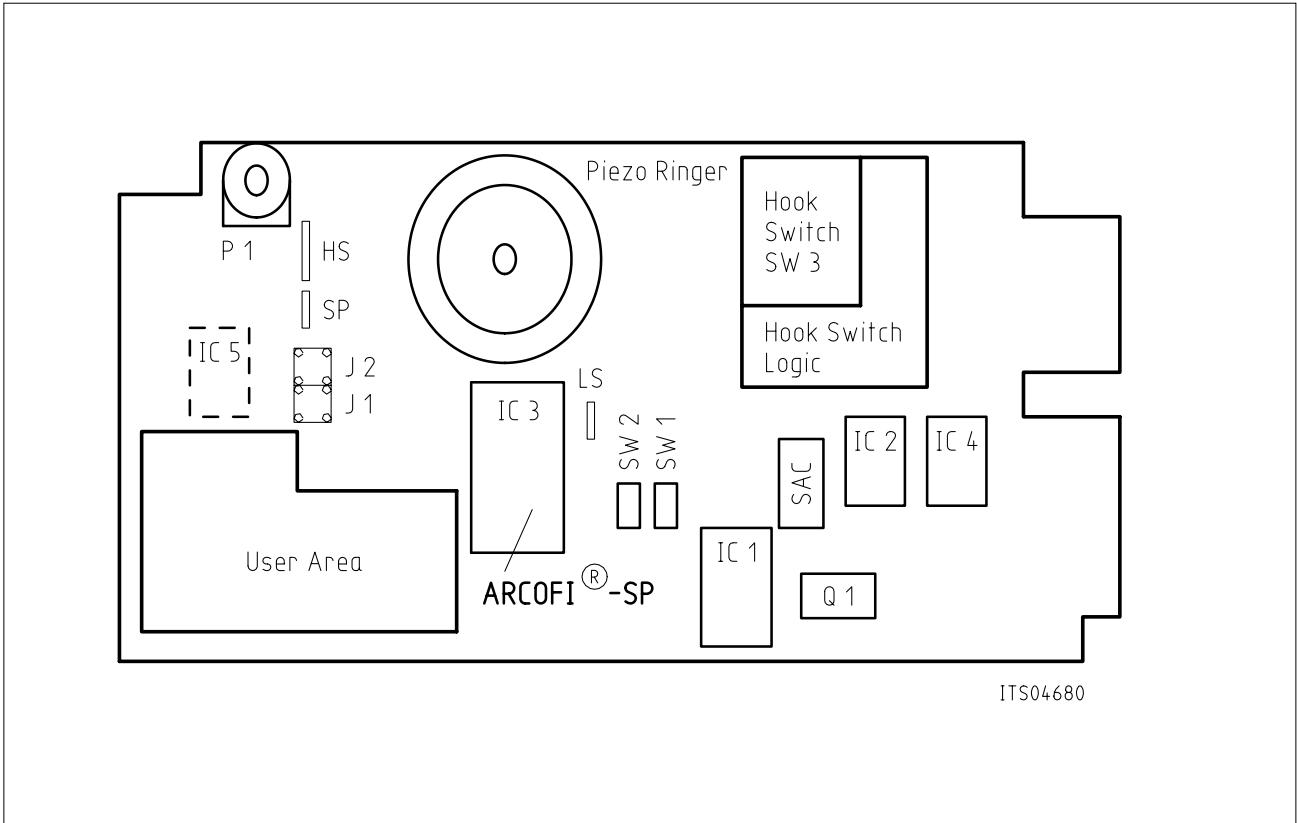 Piezo Ringer
Hook
Switch
SW 3
Hook Switch
Logic
P 1
HS
SP
IC 5
J 2
J 1
IC 3
LS
SW 2
SW 1
SAC
IC 2
IC 4
User Area
ARCOFI®-SP
IC 1
Q 1
ITS04680